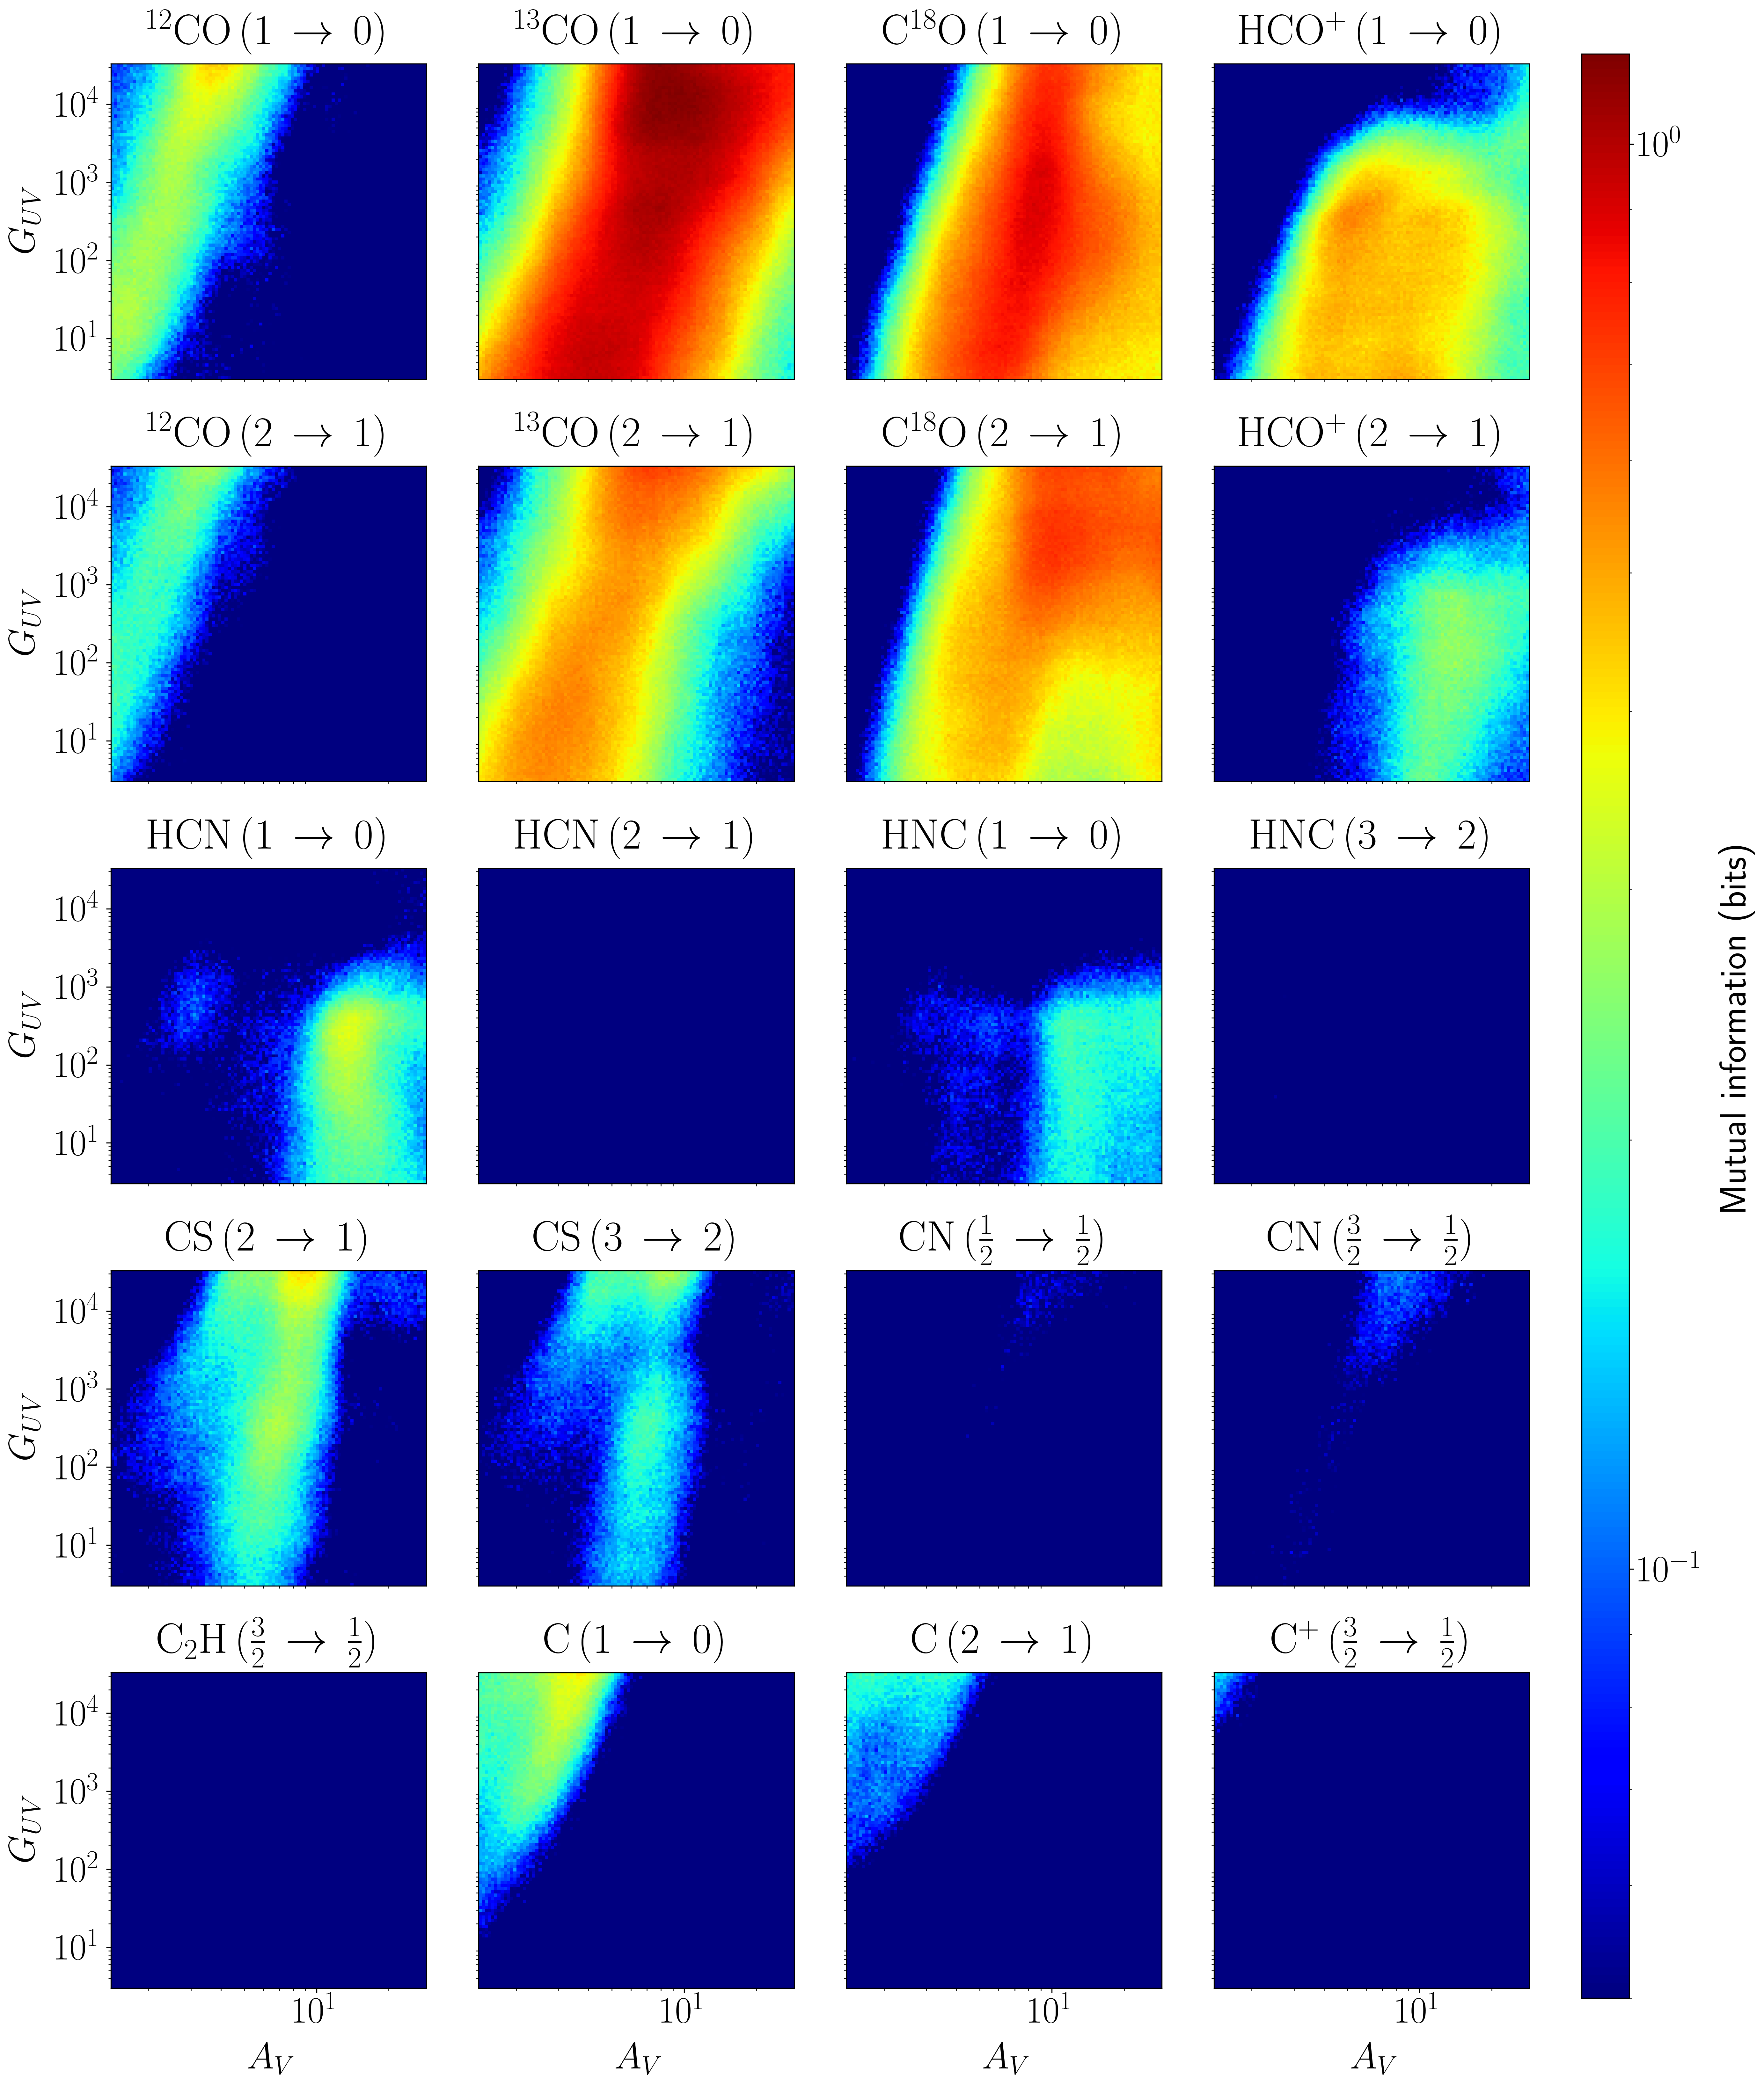 ¹²CO (1 → 0) ¹³CO (1 → 0) C¹⁸O (1 → 0) HCO⁺ (1 → 0)
G_UV
10⁴
10³
10²
10¹
¹²CO (2 → 1) ¹³CO (2 → 1) C¹⁸O (2 → 1) HCO⁺ (2 → 1)
G_UV
10⁴
10³
10²
10¹
HCN (1 → 0) HCN (2 → 1) HNC (1 → 0) HNC (3 → 2)
G_UV
10⁴
10³
10²
10¹
CS (2 → 1) CS (3 → 2) CN (1/2 → 1/2) CN (3/2 → 1/2)
G_UV
10⁴
10³
10²
10¹
C₂H (3/2 → 1/2) C (1 → 0) C (2 → 1) C⁺ (3/2 → 1/2)
G_UV
10⁴
10³
10²
10¹
10¹ 10¹ 10¹ 10¹
A_V A_V A_V A_V
10⁰
10⁻¹
Mutual information (bits)